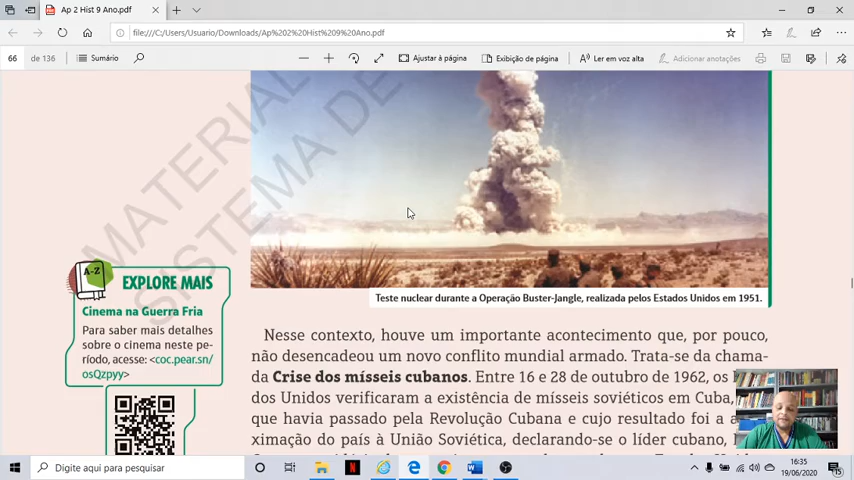 Ap 2 Hist 9 Ano.pdf
file:///C:/Users/Usuario/Downloads/Ap%202%20Hist%209%20Ano.pdf
66 de 136
Sumário
Ajustar à página
Exibição de página
Ler em voz alta
Adicionar anotações
MATERIAL DE
SISTEMA DE
Teste nuclear durante a Operação Buster-Jangle, realizada pelos Estados Unidos em 1951.
A-Z
EXPLORE MAIS
Cinema na Guerra Fria
Para saber mais detalhes
sobre o cinema neste pe-
ríodo, acesse: <coc.pear.sn/
osQzpyy>
Nesse contexto, houve um importante acontecimento que, por pouco,
não desencadeou um novo conflito mundial armado. Trata-se da chama-
da Crise dos mísseis cubanos. Entre 16 e 28 de outubro de 1962, os
dos Unidos verificaram a existência de mísseis soviéticos em Cuba,
que havia passado pela Revolução Cubana e cujo resultado foi a
ximação do país à União Soviética, declarando-se o líder cubano,
Digite aqui para pesquisar
16:35
19/06/2020
15